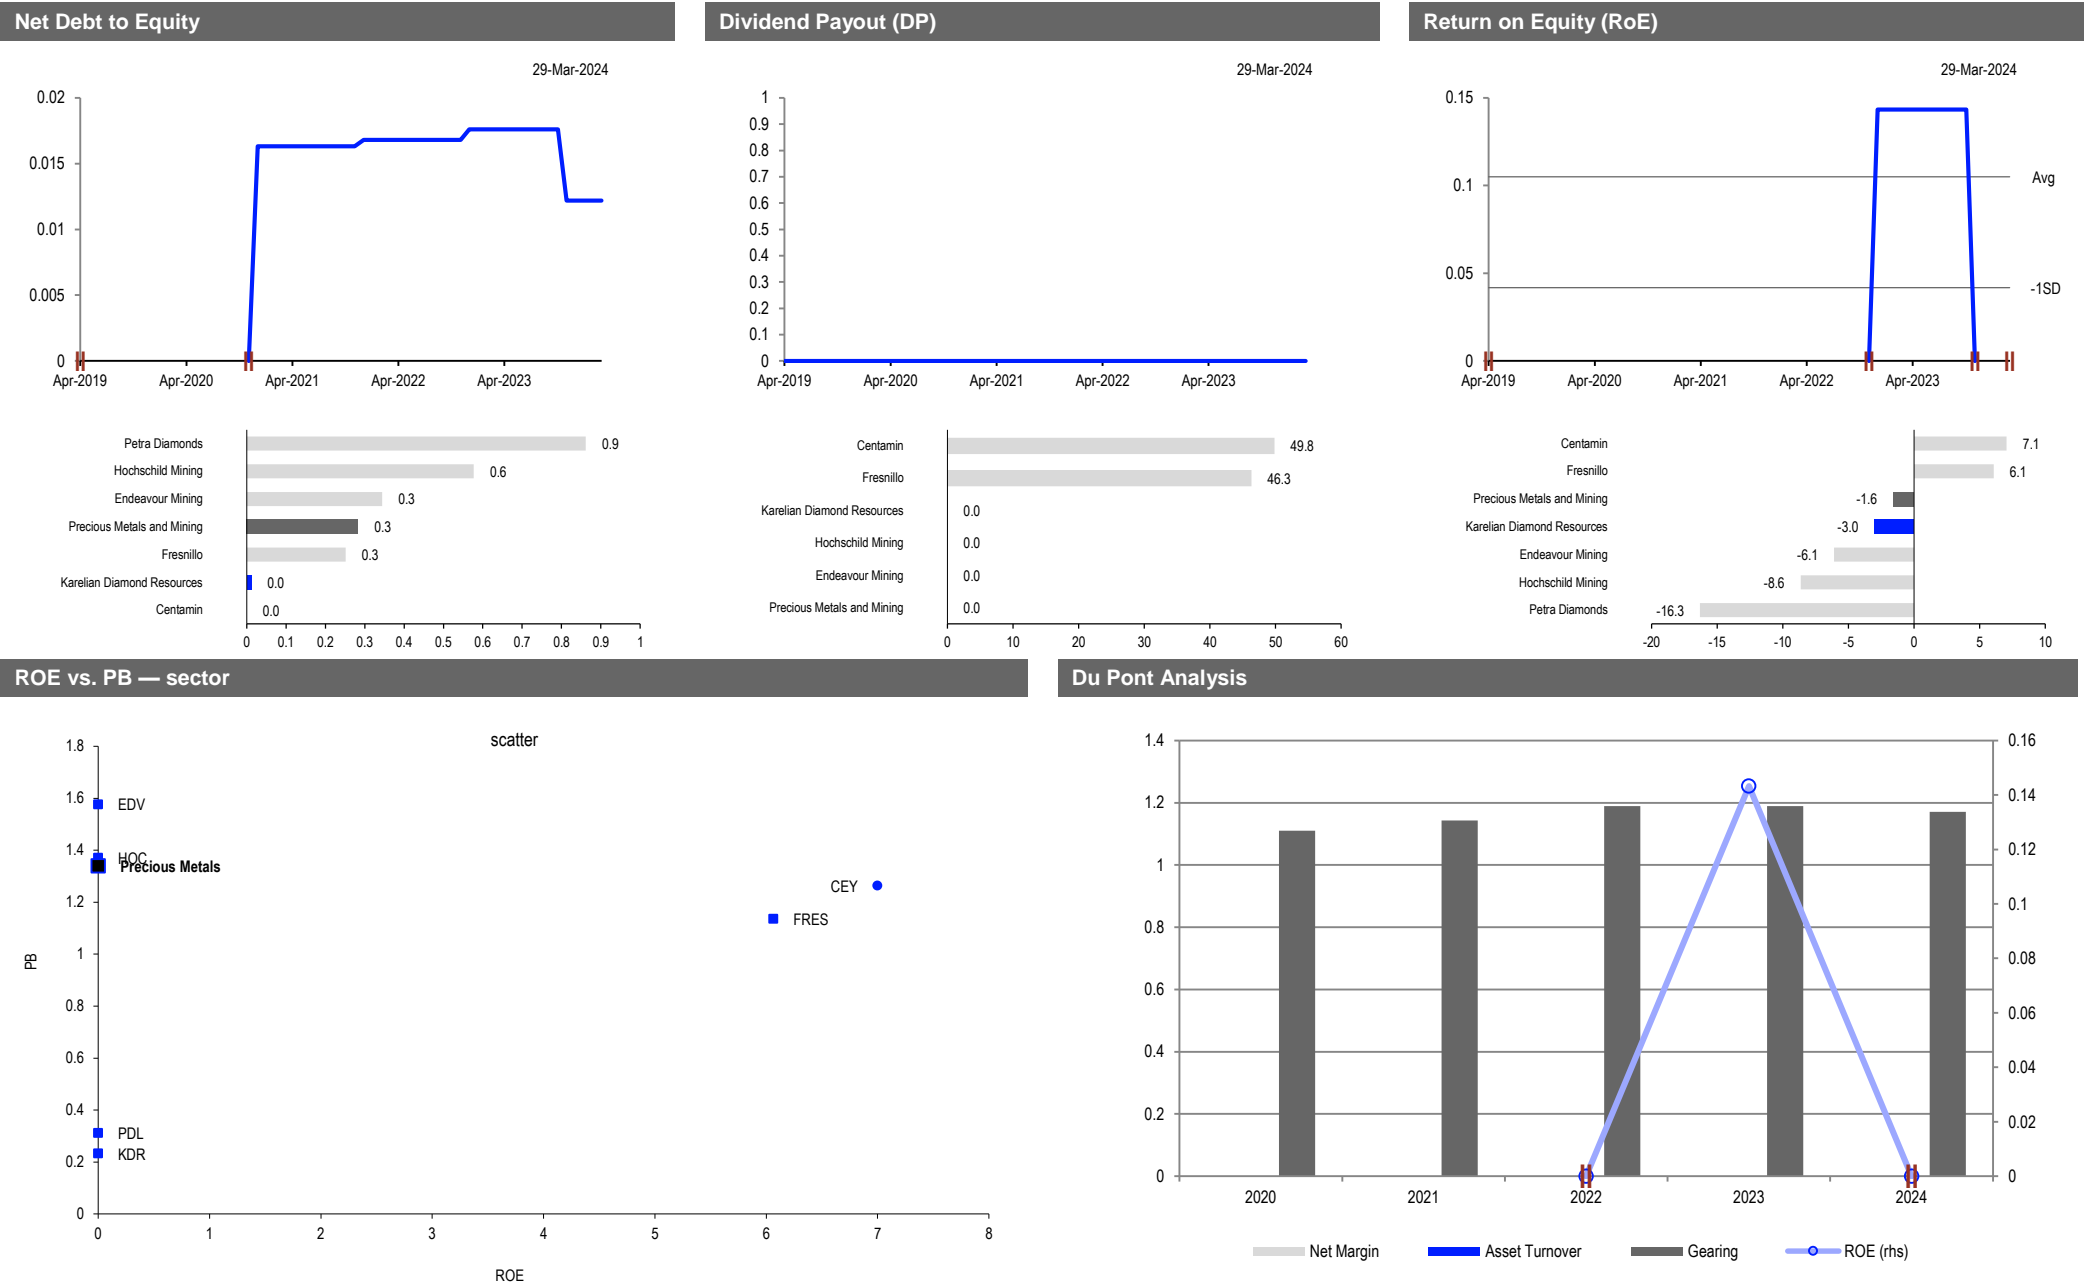 Net Debt to Equity
29-Mar-2024
0.02
0.015
0.01
0.005
0
Apr-2019 Apr-2020 Apr-2021 Apr-2022 Apr-2023
Petra Diamonds 0.9
Hochschild Mining 0.6
Endeavour Mining 0.3
Precious Metals and Mining 0.3
Fresnillo 0.3
Karelian Diamond Resources 0.0
Centamin 0.0
0 0.1 0.2 0.3 0.4 0.5 0.6 0.7 0.8 0.9 1
Dividend Payout (DP)
29-Mar-2024
1
0.9
0.8
0.7
0.6
0.5
0.4
0.3
0.2
0.1
0
Apr-2019 Apr-2020 Apr-2021 Apr-2022 Apr-2023
Centamin 49.8
Fresnillo 46.3
Karelian Diamond Resources 0.0
Hochschild Mining 0.0
Endeavour Mining 0.0
Precious Metals and Mining 0.0
0 10 20 30 40 50 60
Return on Equity (RoE)
29-Mar-2024
0.15
0.1
0.05
0
Avg
-1SD
Apr-2019 Apr-2020 Apr-2021 Apr-2022 Apr-2023
Centamin 7.1
Fresnillo 6.1
Precious Metals and Mining -1.6
Karelian Diamond Resources -3.0
Endeavour Mining -6.1
Hochschild Mining -8.6
Petra Diamonds -16.3
-20 -15 -10 -5 0 5 10
ROE vs. PB — sector
scatter
1.8
1.6
1.4
1.2
1
0.8
0.6
0.4
0.2
0
PB
EDV
HOC
Precious Metals
CEY
FRES
PDL
KDR
0 1 2 3 4 5 6 7 8
ROE
Du Pont Analysis
1.4
1.2
1
0.8
0.6
0.4
0.2
0
0.16
0.14
0.12
0.1
0.08
0.06
0.04
0.02
0
2020 2021 2022 2023 2024
Net Margin Asset Turnover Gearing ROE (rhs)